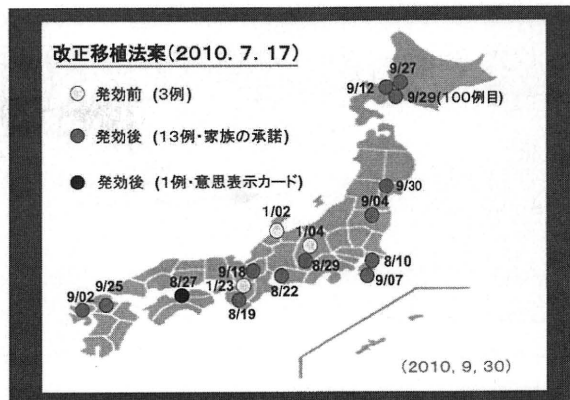 改正移植法案(2010. 7. 17)
発効前 (3例)
発効後 (13例・家族の承諾)
発効後 (1例・意思表示カード)
9/27
9/12
9/29(100例目)
9/30
9/04
1/02
1/04
8/29
8/10
9/07
9/18
1/23
8/22
8/19
8/27
9/25
9/02
(2010, 9, 30)